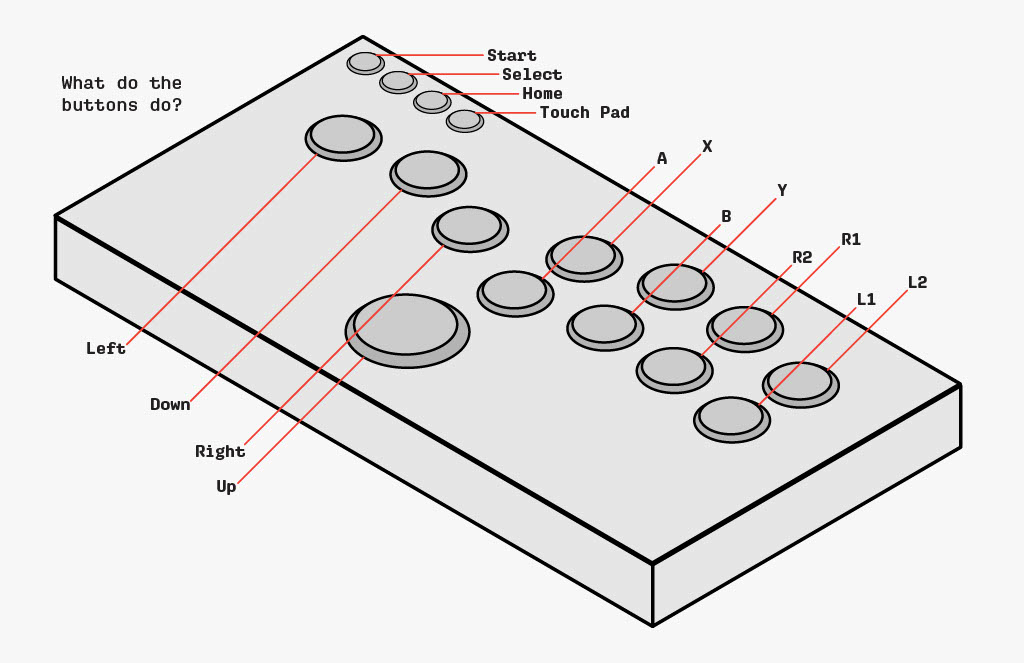 What do the
buttons do?
Start
Select
Home
Touch Pad
A
X
B
Y
R2
R1
L1
L2
Left
Down
Right
Up